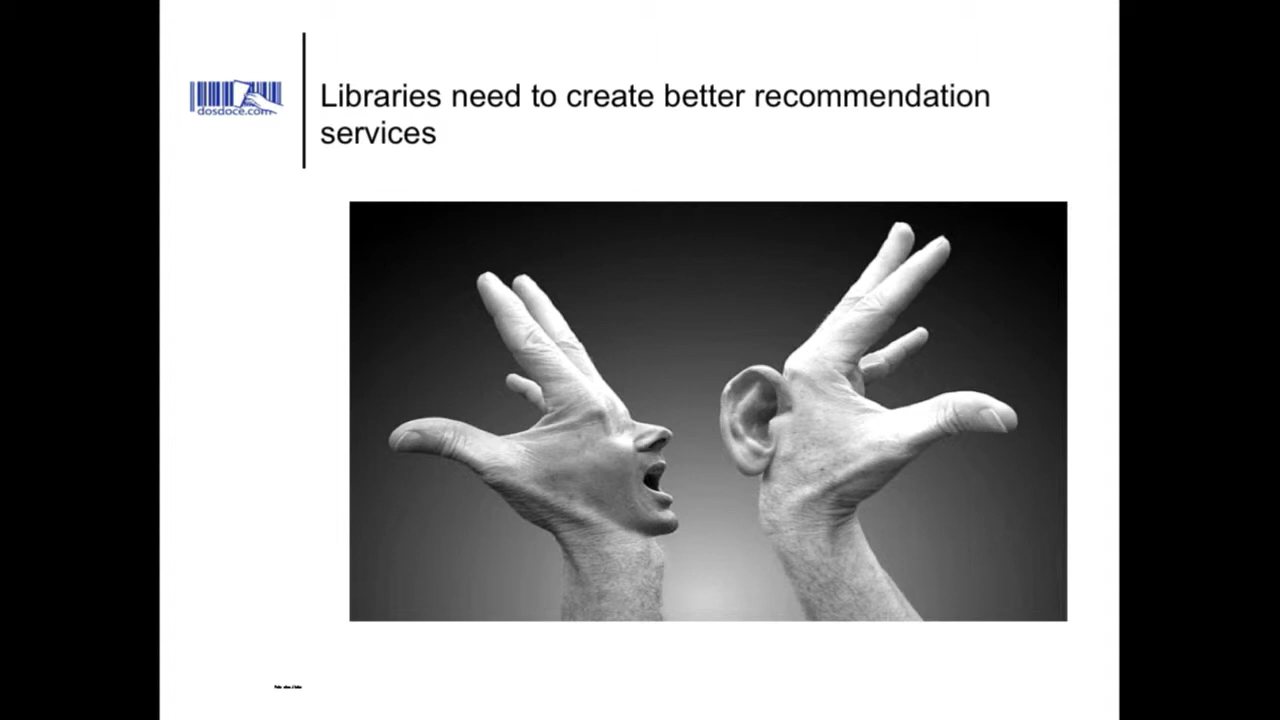 Libraries need to create better recommendation
services
dosdoce.com